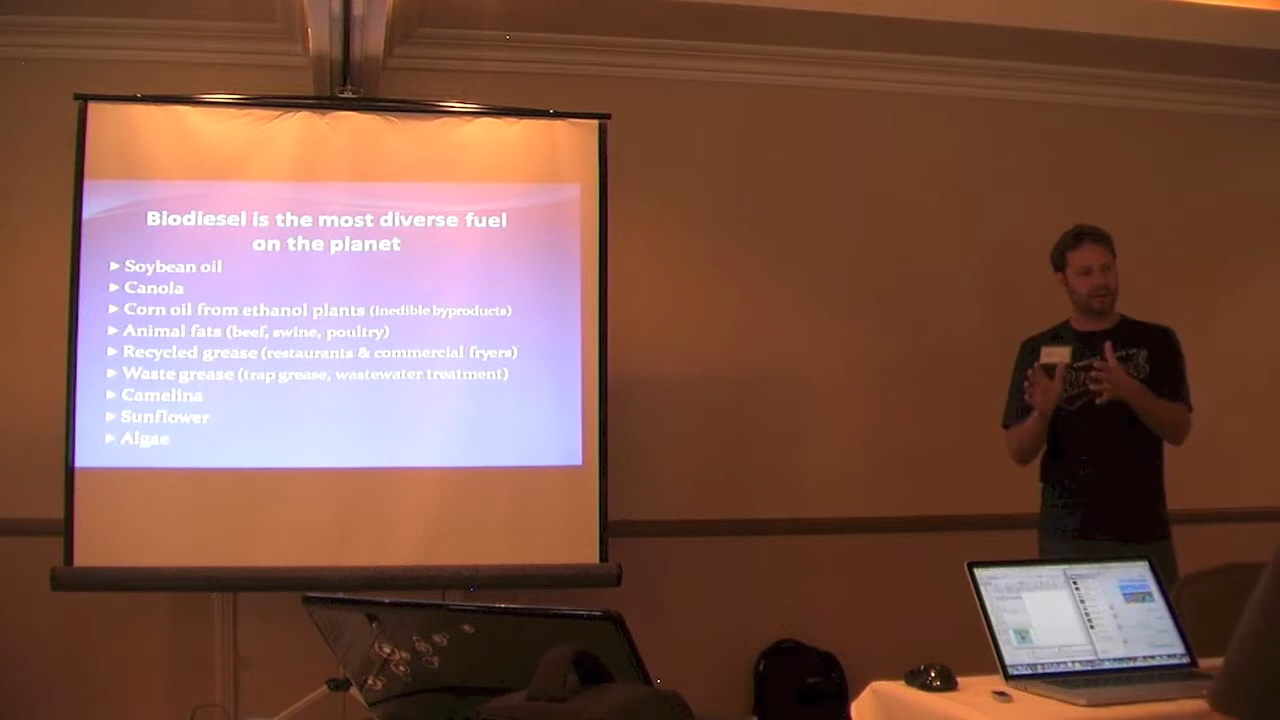 Biodiesel is the most diverse fuel
on the planet
Soybean oil
Canola
Corn oil from ethanol plants (inedible byproducts)
Animal fats (beef, swine, poultry)
Recycled grease (restaurants & commercial fryers)
Waste grease (trap grease, wastewater treatment)
Camelina
Sunflower
Algae